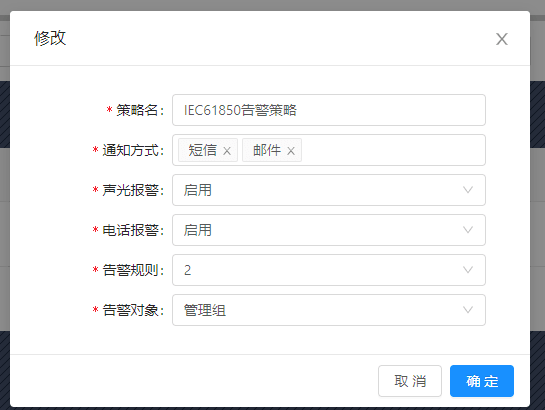 修改
* 策略名: IEC61850告警策略
* 通知方式: 短信 X 邮件 X
* 声光报警: 启用
* 电话报警: 启用
* 告警规则: 2
* 告警对象: 管理组
取 消 确 定